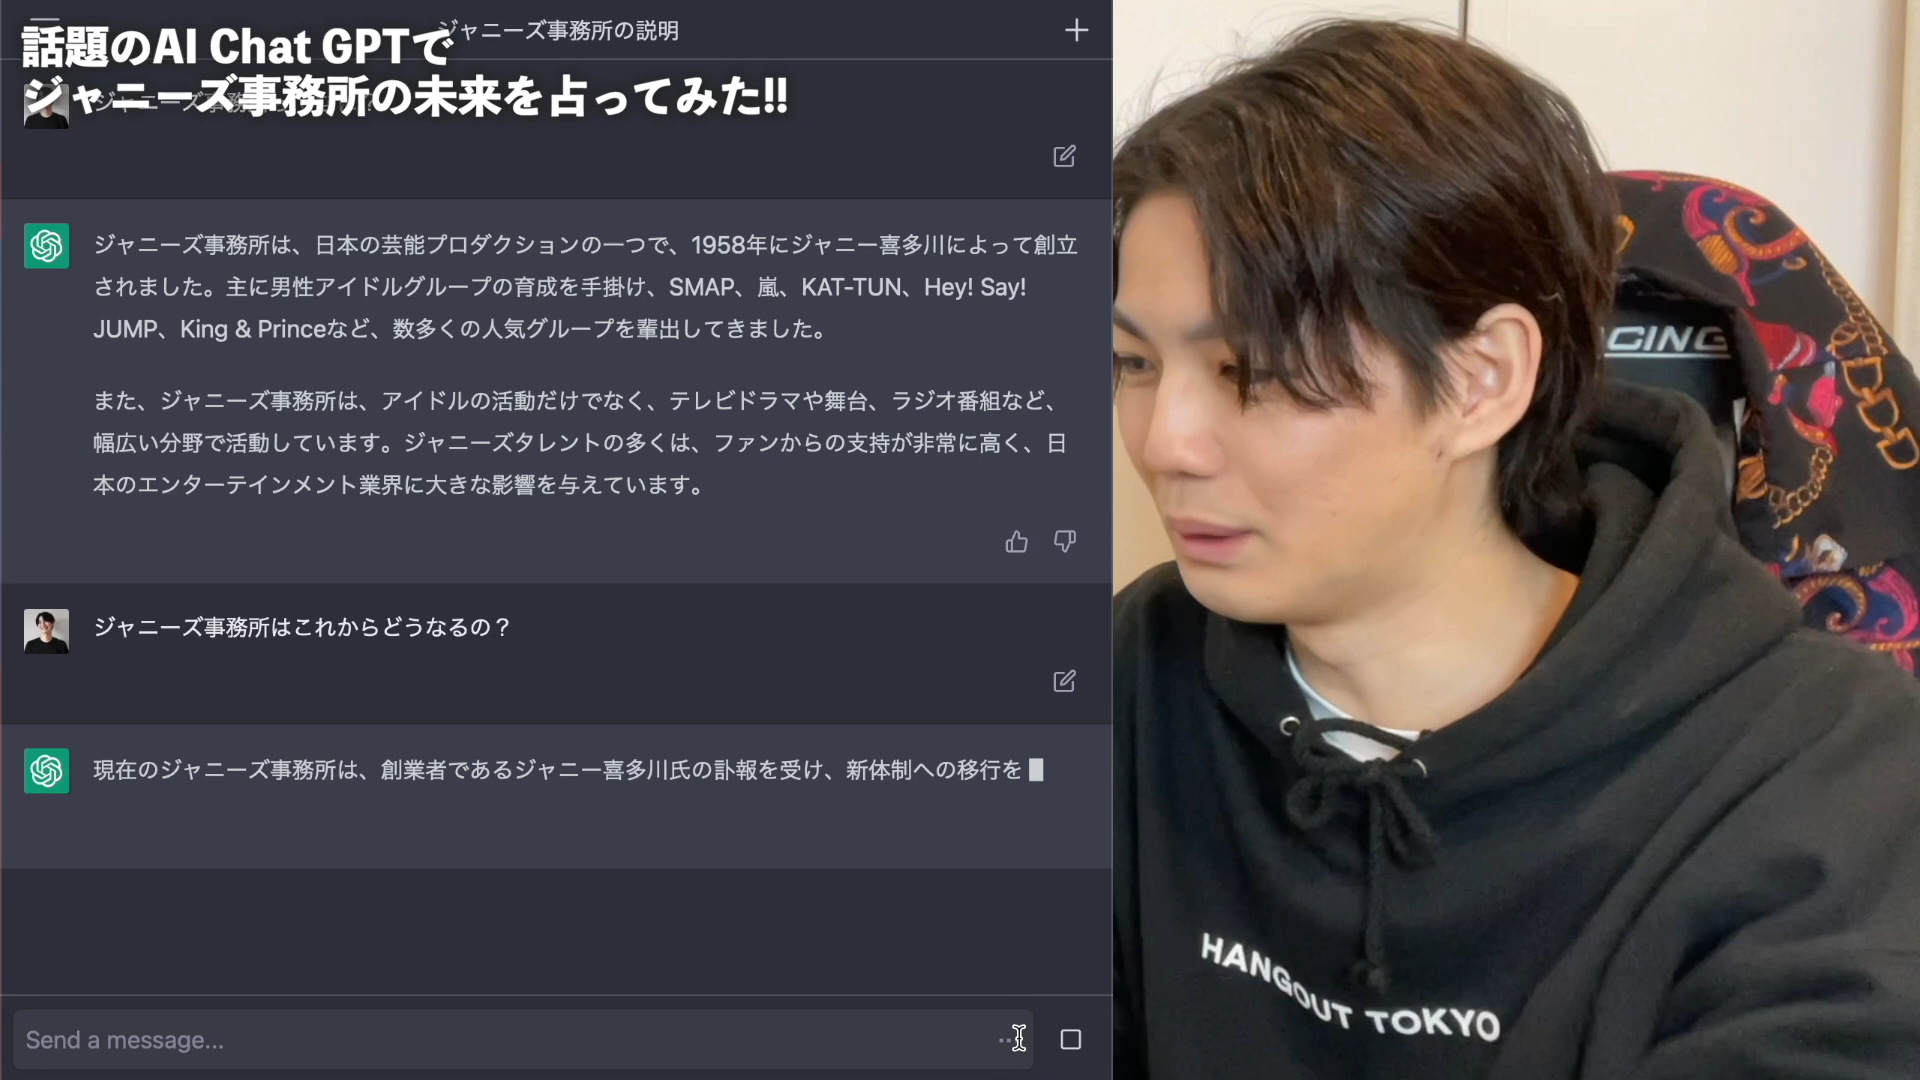 ジャニーズ事務所の説明
話題のAI Chat GPTで
ジャニーズ事務所の未来を占ってみた!!
ジャニーズ事務所は、日本の芸能プロダクションの一つで、1958年にジャニー喜多川によって創立
されました。主に男性アイドルグループの育成を手掛け、SMAP、嵐、KAT-TUN、Hey! Say!
JUMP、King & Princeなど、数多くの人気グループを輩出してきました。
また、ジャニーズ事務所は、アイドルの活動だけでなく、テレビドラマや舞台、ラジオ番組など、
幅広い分野で活動しています。ジャニーズタレントの多くは、ファンからの支持が非常に高く、日
本のエンターテインメント業界に大きな影響を与えています。
ジャニーズ事務所はこれからどうなるの？
現在のジャニーズ事務所は、創業者であるジャニー喜多川氏の訃報を受け、新体制への移行を
Send a message...
CING
HANGOUT TOKYO